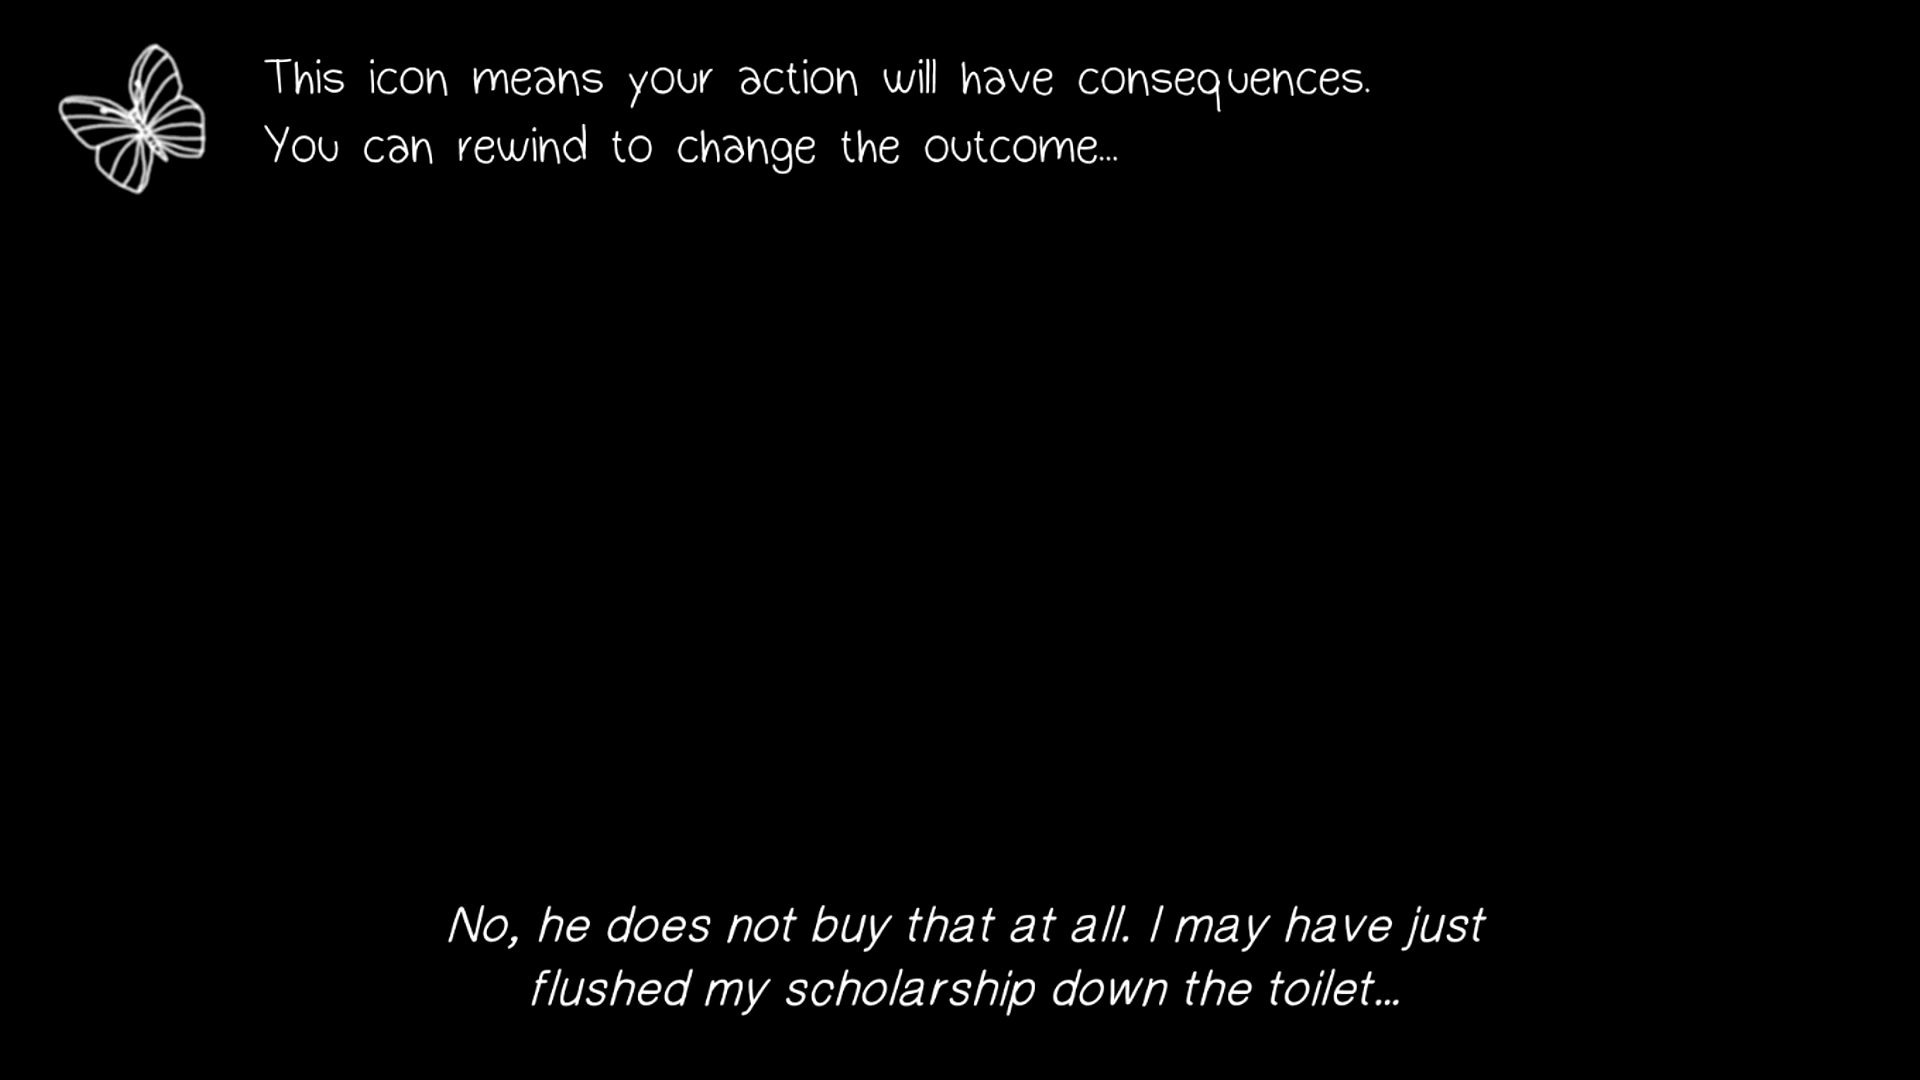 This icon means your action will have consequences.
You can rewind to change the outcome...
No, he does not buy that at all. I may have just
flushed my scholarship down the toilet...